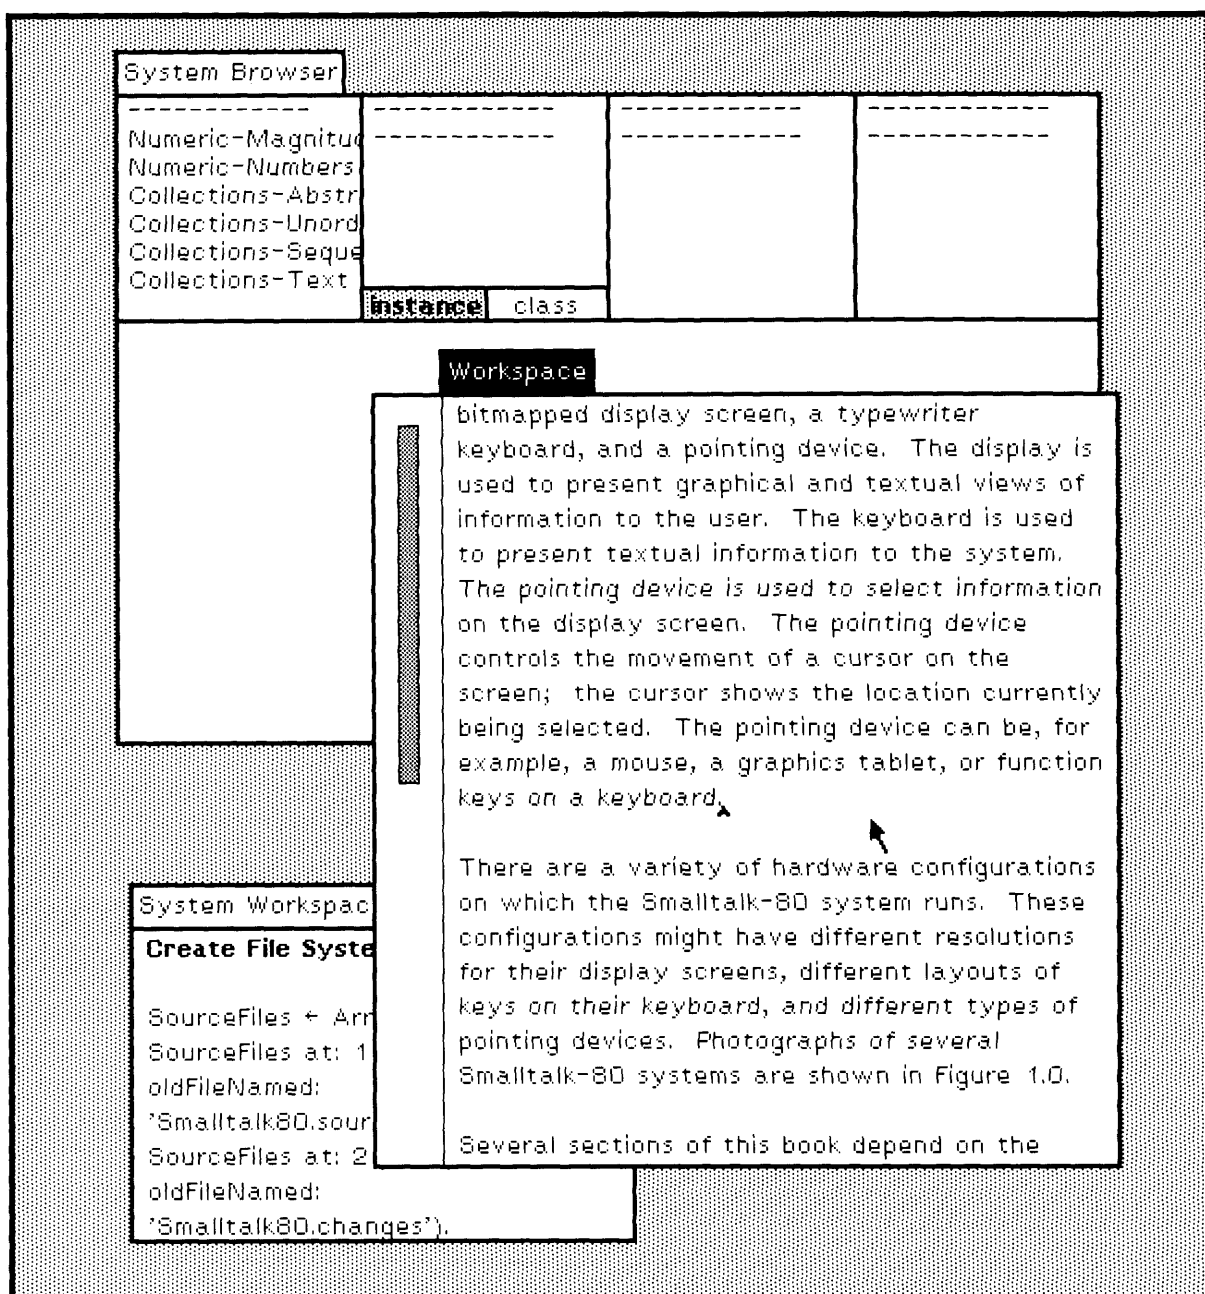 System Browser
------------
Numeric-Magnitud
Numeric-Numbers
Collections-Abstr
Collections-Unord
Collections-Seque
Collections-Text
------------
------------
instance class
------------
------------
------------
------------
Workspace
bitmapped display screen, a typewriter
keyboard, and a pointing device. The display is
used to present graphical and textual views of
information to the user. The keyboard is used
to present textual information to the system.
The pointing device is used to select information
on the display screen. The pointing device
controls the movement of a cursor on the
screen; the cursor shows the location currently
being selected. The pointing device can be, for
example, a mouse, a graphics tablet, or function
keys on a keyboard.
There are a variety of hardware configurations
on which the Smalltalk-80 system runs. These
configurations might have different resolutions
for their display screens, different layouts of
keys on their keyboard, and different types of
pointing devices. Photographs of several
Smalltalk-80 systems are shown in Figure 1.0.
Several sections of this book depend on the
System Workspac
Create File Syste
SourceFiles ← Arr
SourceFiles at: 1
oldFileNamed:
'Smalltalk80.sour
SourceFiles at: 2
oldFileNamed:
'Smalltalk80.changes').